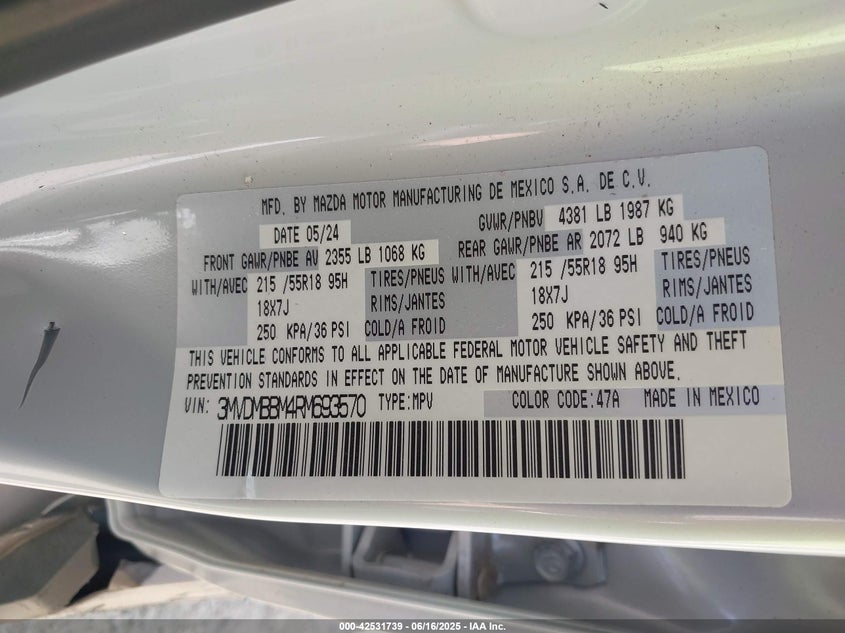 MFD. BY MAZDA MOTOR MANUFACTURING DE MEXICO S.A. DE C.V.
DATE 05/24 GVWR/PNBV 4381 LB 1987 KG
FRONT GAWR/PNBE AV 2355 LB 1068 KG REAR GAWR/PNBE AR 2072 LB 940 KG
WITH/AVEC 215 /55R18 95H TIRES/PNEUS WITH/AVEC 215 /55R18 95H TIRES/PNEUS
18X7J RIMS/JANTES 18X7J RIMS/JANTES
250 KPA/36 PSI COLD/A FROID 250 KPA/36 PSI COLD/A FROID
THIS VEHICLE CONFORMS TO ALL APPLICABLE FEDERAL MOTOR VEHICLE SAFETY AND THEFT
PREVENTION STANDARDS IN EFFECT ON THE DATE OF MANUFACTURE SHOWN ABOVE.
VIN: 3MVDMBBM4RM693570 TYPE:MPV COLOR CODE:47A MADE IN MEXICO
000-42531739 - 06/16/2025 - IAA Inc.